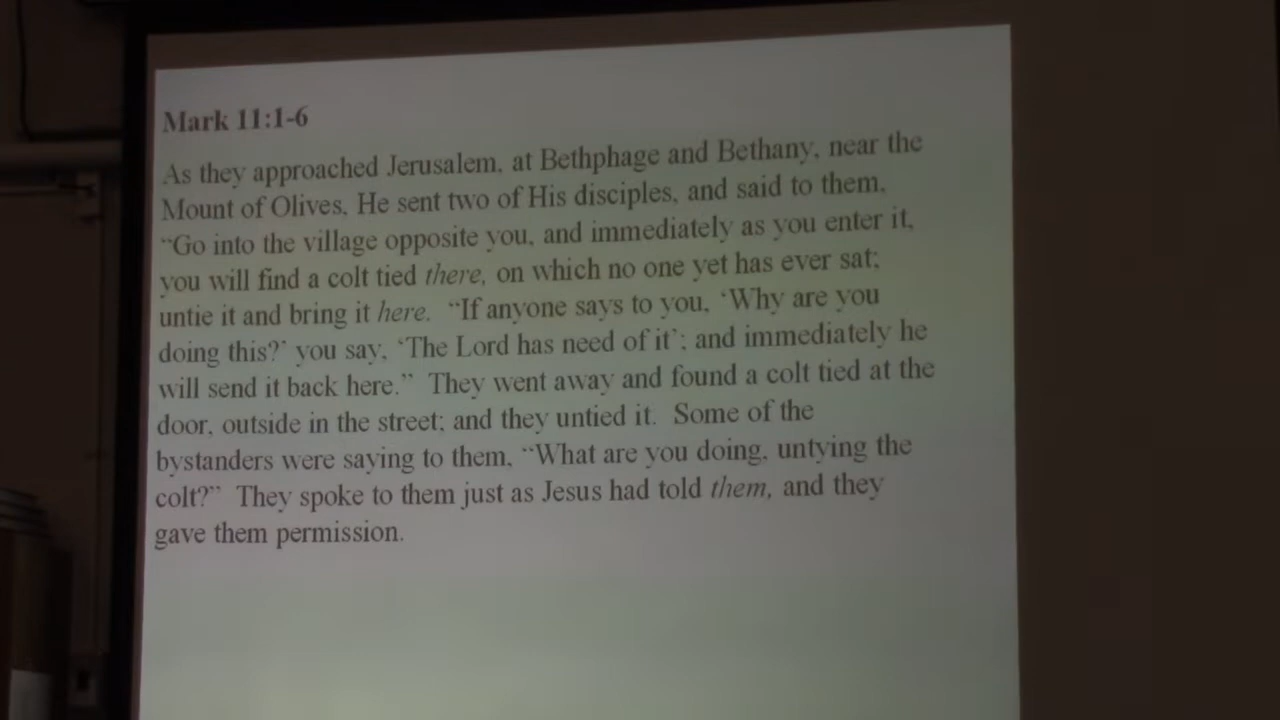 Mark 11:1-6
As they approached Jerusalem, at Bethphage and Bethany, near the
Mount of Olives, He sent two of His disciples, and said to them,
“Go into the village opposite you, and immediately as you enter it,
you will find a colt tied there, on which no one yet has ever sat;
untie it and bring it here.  “If anyone says to you, ‘Why are you
doing this?’ you say, ‘The Lord has need of it’; and immediately he
will send it back here.”  They went away and found a colt tied at the
door, outside in the street; and they untied it.  Some of the
bystanders were saying to them, “What are you doing, untying the
colt?”  They spoke to them just as Jesus had told them, and they
gave them permission.